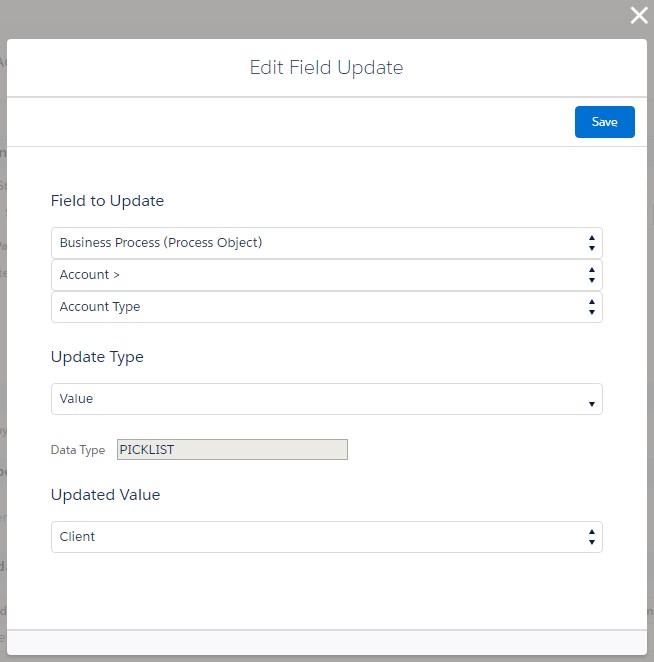 Edit Field Update
Save
Field to Update
Business Process (Process Object)
Account >
Account Type
Update Type
Value
Data Type PICKLIST
Updated Value
Client